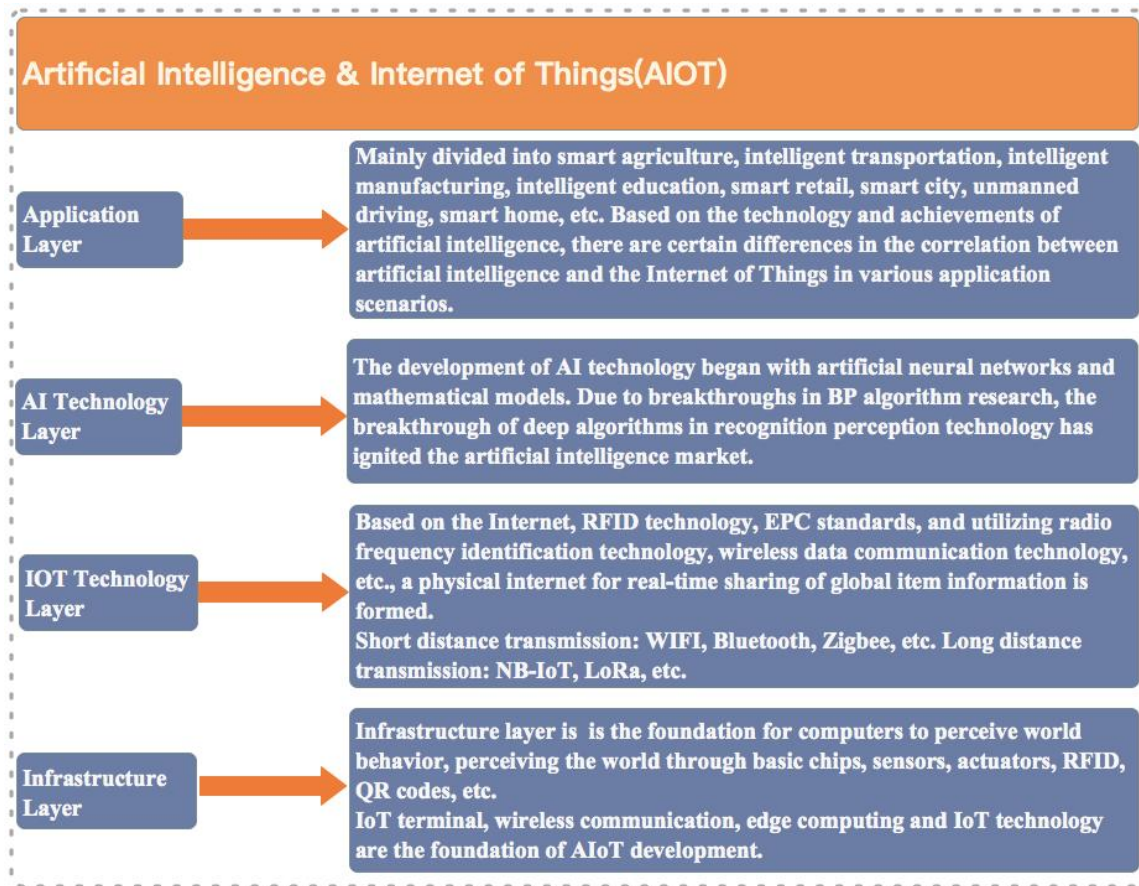 Artificial Intelligence & Internet of Things(AIOT)
Application
Layer
Mainly divided into smart agriculture, intelligent transportation, intelligent
manufacturing, intelligent education, smart retail, smart city, unmanned
driving, smart home, etc. Based on the technology and achievements of
artificial intelligence, there are certain differences in the correlation between
artificial intelligence and the Internet of Things in various application
scenarios.
AI Technology
Layer
The development of AI technology began with artificial neural networks and
mathematical models. Due to breakthroughs in BP algorithm research, the
breakthrough of deep algorithms in recognition perception technology has
ignited the artificial intelligence market.
IOT Technology
Layer
Based on the Internet, RFID technology, EPC standards, and utilizing radio
frequency identification technology, wireless data communication technology,
etc., a physical internet for real-time sharing of global item information is
formed.
Short distance transmission: WIFI, Bluetooth, Zigbee, etc. Long distance
transmission: NB-IoT, LoRa, etc.
Infrastructure
Layer
Infrastructure layer is  is the foundation for computers to perceive world
behavior, perceiving the world through basic chips, sensors, actuators, RFID,
QR codes, etc.
IoT terminal, wireless communication, edge computing and IoT technology
are the foundation of AIoT development.